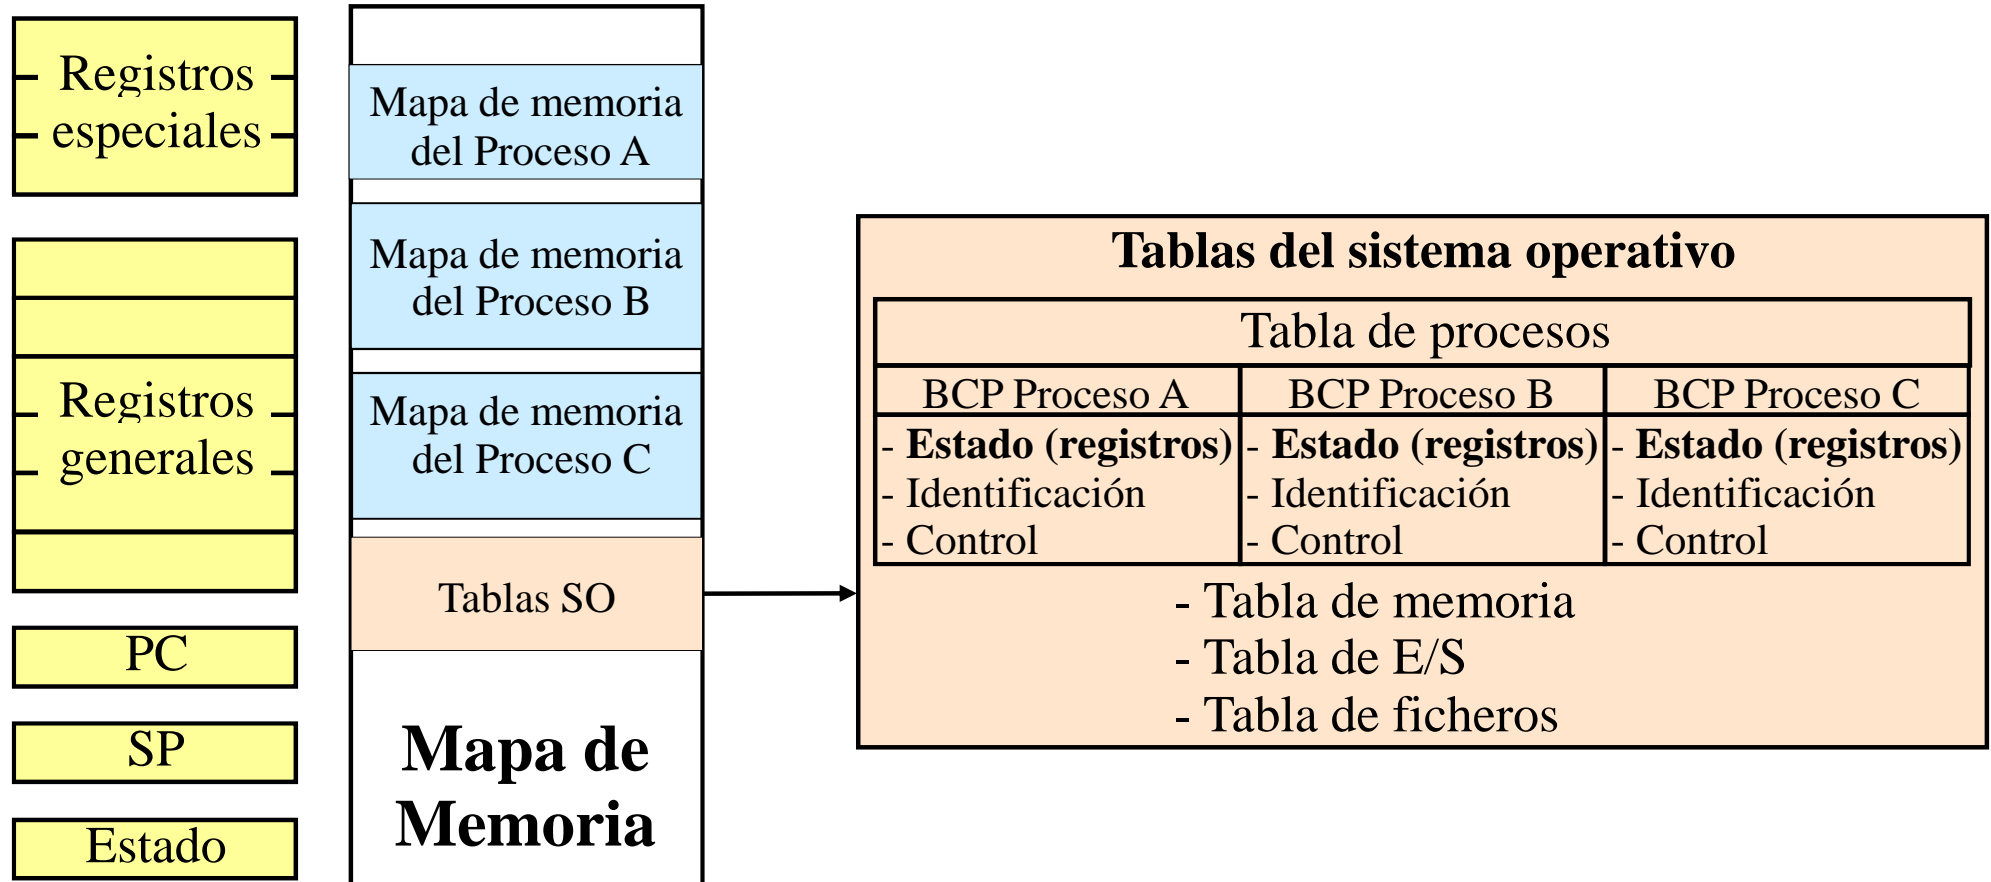 Registros
especiales
Registros
generales
PC
SP
Estado
Mapa de memoria
del Proceso A
Mapa de memoria
del Proceso B
Mapa de memoria
del Proceso C
Tablas SO
Mapa de
Memoria
Tablas del sistema operativo
Tabla de procesos
BCP Proceso A
- Estado (registros)
- Identificación
- Control
BCP Proceso B
- Estado (registros)
- Identificación
- Control
BCP Proceso C
- Estado (registros)
- Identificación
- Control
- Tabla de memoria
- Tabla de E/S
- Tabla de ficheros